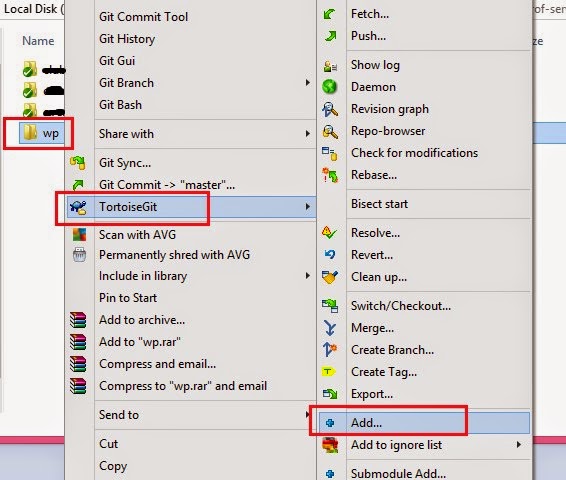 Local Disk (
Name
wp
Git Commit Tool
Git History
Git Gui
Git Branch
Git Bash
Share with
Git Sync...
Git Commit -> "master"...
TortoiseGit
Scan with AVG
Permanently shred with AVG
Include in library
Pin to Start
Add to archive...
Add to "wp.rar"
Compress and email...
Compress to "wp.rar" and email
Send to
Cut
Copy
Fetch...
Push...
Show log
Daemon
Revision graph
Repo-browser
Check for modifications
Rebase...
Bisect start
Resolve...
Revert...
Clean up...
Switch/Checkout...
Merge...
Create Branch...
Create Tag...
Export...
Add...
Add to ignore list
Submodule Add...
rof-ser
ze